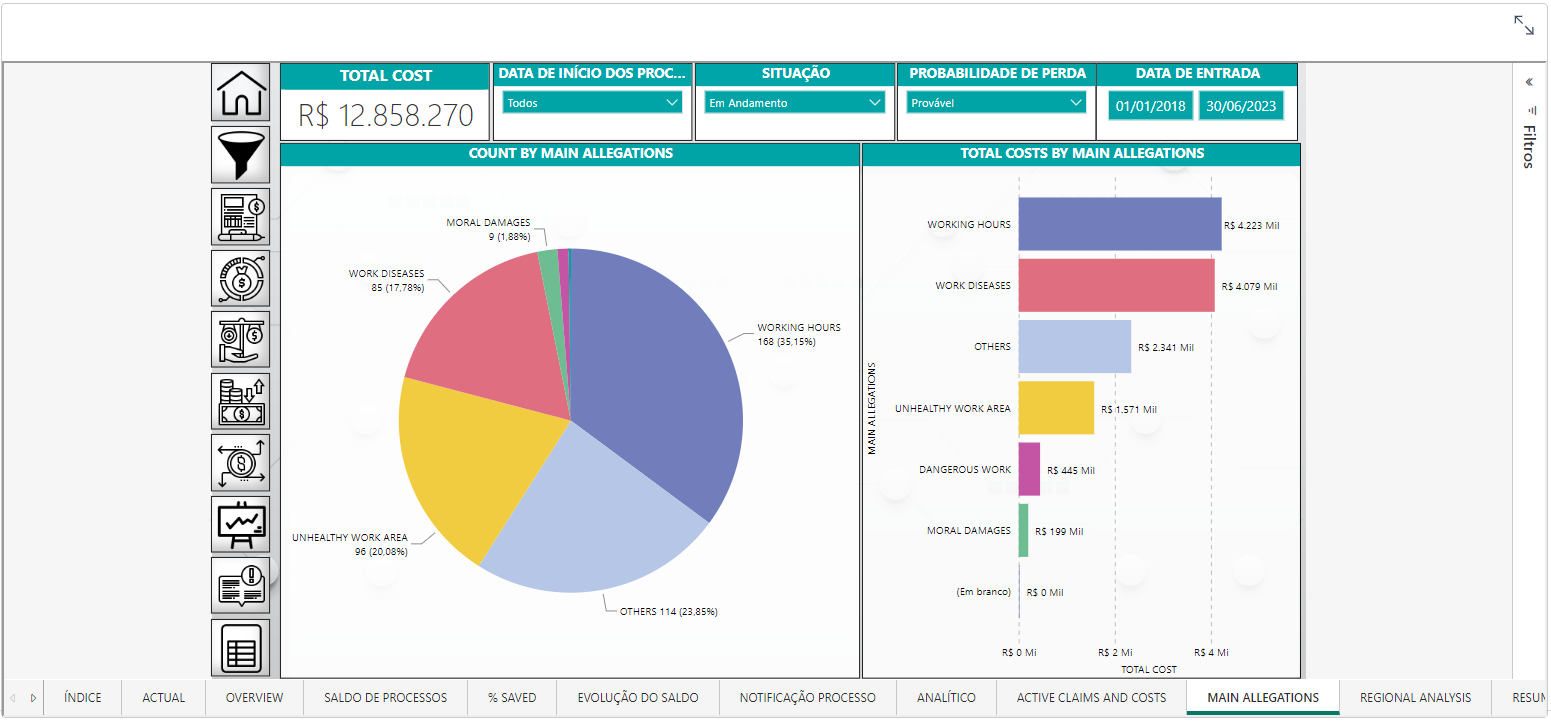 TOTAL COST
R$ 12.858.270
DATA DE INÍCIO DOS PROC...
Todos
SITUAÇÃO
Em Andamento
PROBABILIDADE DE PERDA
Provável
DATA DE ENTRADA
01/01/2018 30/06/2023
Filtros
COUNT BY MAIN ALLEGATIONS
MORAL DAMAGES
9 (1,88%)
WORK DISEASES
85 (17,78%)
WORKING HOURS
168 (35,15%)
UNHEALTHY WORK AREA
96 (20,08%)
OTHERS 114 (23,85%)
TOTAL COSTS BY MAIN ALLEGATIONS
MAIN ALLEGATIONS
WORKING HOURS R$ 4.223 Mil
WORK DISEASES R$ 4.079 Mil
OTHERS R$ 2.341 Mil
UNHEALTHY WORK AREA R$ 1.571 Mil
DANGEROUS WORK R$ 445 Mil
MORAL DAMAGES R$ 199 Mil
(Em branco) R$ 0 Mil
R$ 0 Mi R$ 2 Mi R$ 4 Mi
TOTAL COST
ÍNDICE ACTUAL OVERVIEW SALDO DE PROCESSOS % SAVED EVOLUÇÃO DO SALDO NOTIFICAÇÃO PROCESSO ANALÍTICO ACTIVE CLAIMS AND COSTS MAIN ALLEGATIONS REGIONAL ANALYSIS RESUM